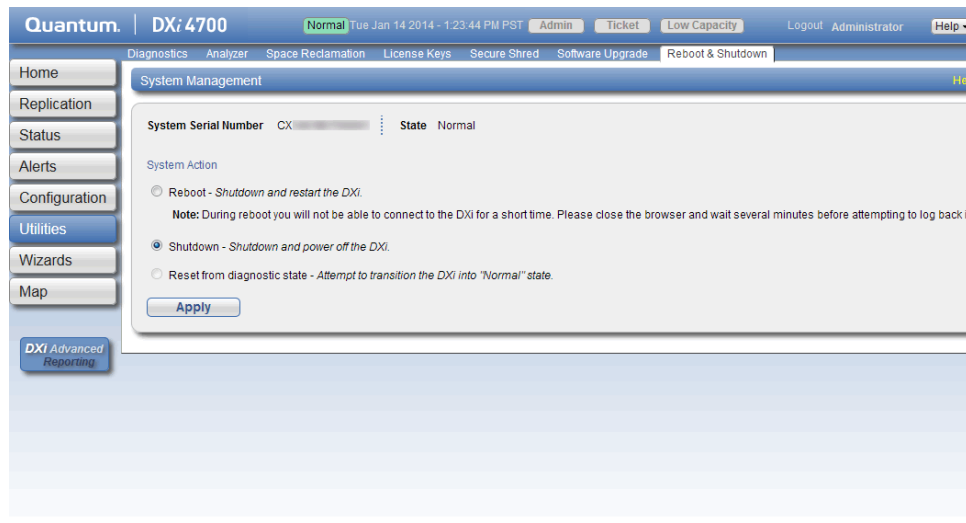 Quantum. DXi 4700 Normal Tue Jan 14 2014 - 1:23:44 PM PST Admin Ticket Low Capacity Logout Administrator Help
Diagnostics Analyzer Space Reclamation License Keys Secure Shred Software Upgrade Reboot & Shutdown
Home
Replication
Status
Alerts
Configuration
Utilities
Wizards
Map
DXi Advanced
Reporting
System Management
System Serial Number CX State Normal
System Action
Reboot - Shutdown and restart the DXi.
Note: During reboot you will not be able to connect to the DXi for a short time. Please close the browser and wait several minutes before attempting to log back
Shutdown - Shutdown and power off the DXi.
Reset from diagnostic state - Attempt to transition the DXi into "Normal" state.
Apply